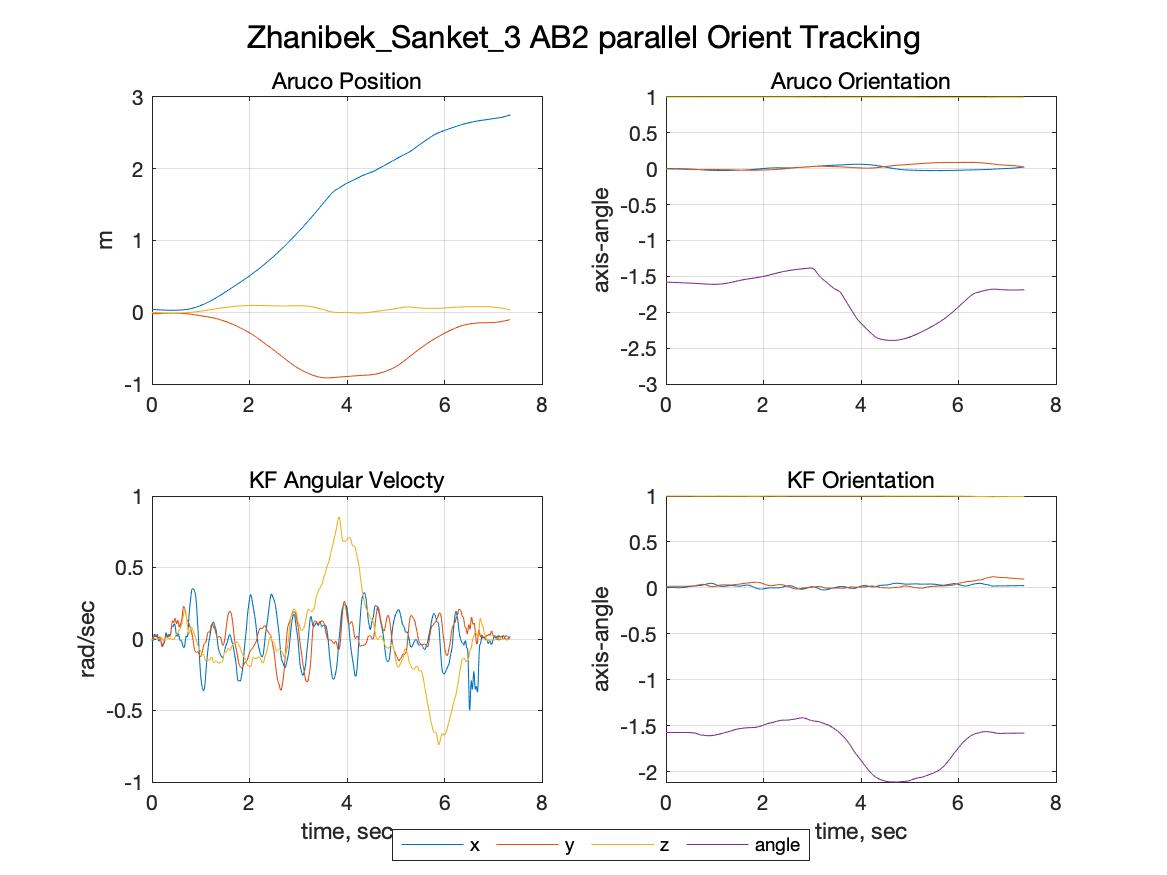 Zhanibek_Sanket_3 AB2 parallel Orient Tracking
Aruco Position
3
2
1
0
-1
m
0 2 4 6 8
Aruco Orientation
1
0.5
0
-0.5
-1
-1.5
-2
-2.5
-3
axis-angle
0 2 4 6 8
KF Angular Velocty
1
0.5
0
-0.5
-1
rad/sec
0 2 4 6 8
time, sec
KF Orientation
1
0.5
0
-0.5
-1
-1.5
-2
axis-angle
0 2 4 6 8
time, sec
x y z angle